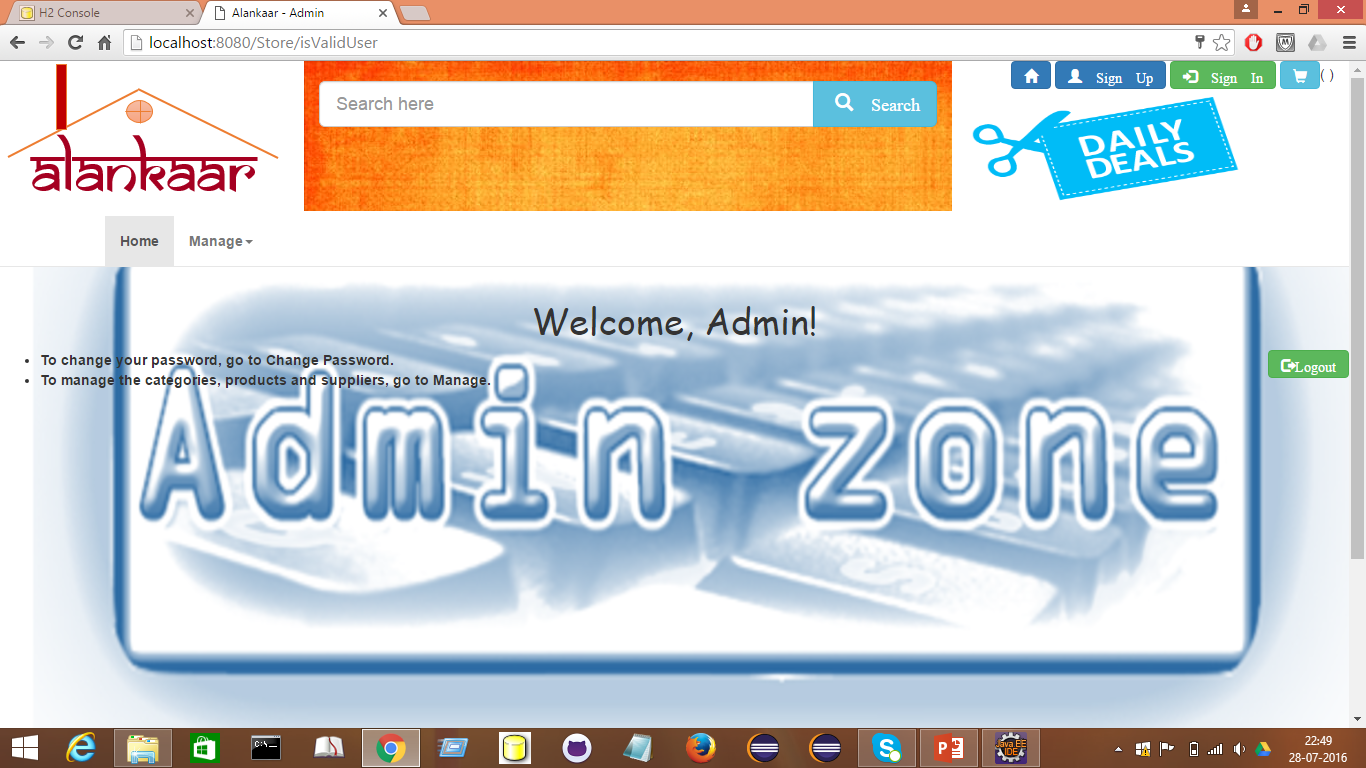 H2 Console
Alankaar - Admin
localhost:8080/Store/isValidUser
alankaar
Search here
Search
Sign Up
Sign In
( )
DAILY
DEALS
Home
Manage
Welcome, Admin!
To change your password, go to Change Password.
To manage the categories, products and suppliers, go to Manage.
Logout
Admin zone
C:\_
Java EE
IDE
22:49
28-07-2016